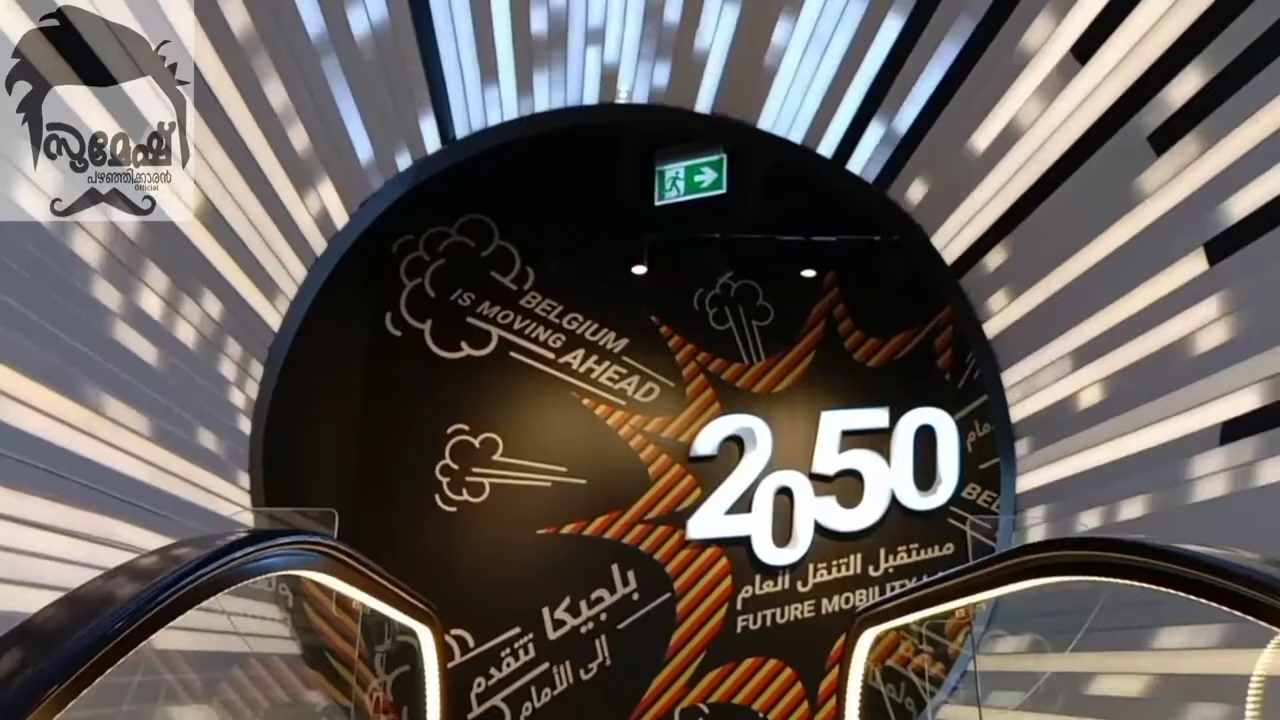 സുമേഷ്
പഴഞ്ഞിക്കാരൻ
Official
BELGIUM
IS MOVING
AHEAD
2050
مستقبل التنقل العام
FUTURE MOBILITY
بلجيكا
تتقدم
إلى الأمام